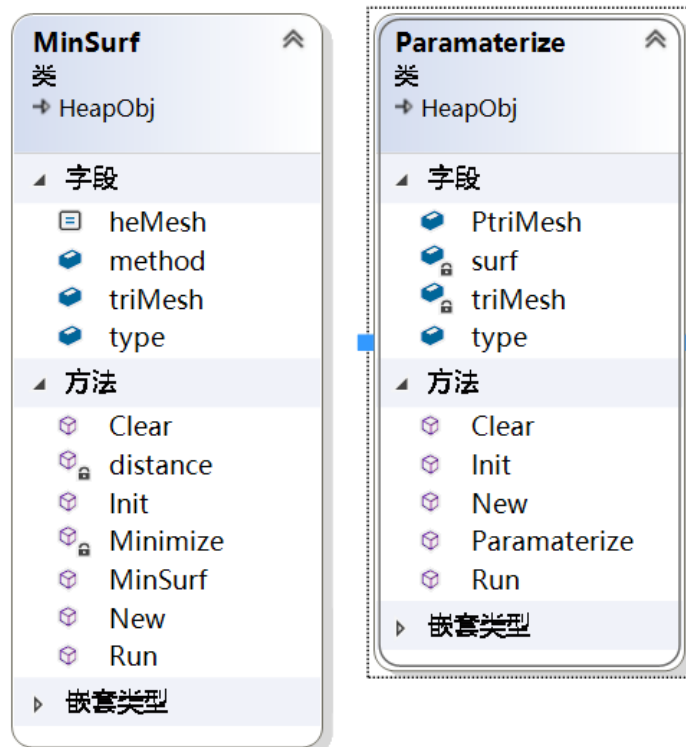 MinSurf
类
HeapObj
字段
heMesh
method
triMesh
type
方法
Clear
distance
Init
Minimize
MinSurf
New
Run
嵌套类型
Paramaterize
类
HeapObj
字段
PtriMesh
surf
triMesh
type
方法
Clear
Init
New
Paramaterize
Run
嵌套类型